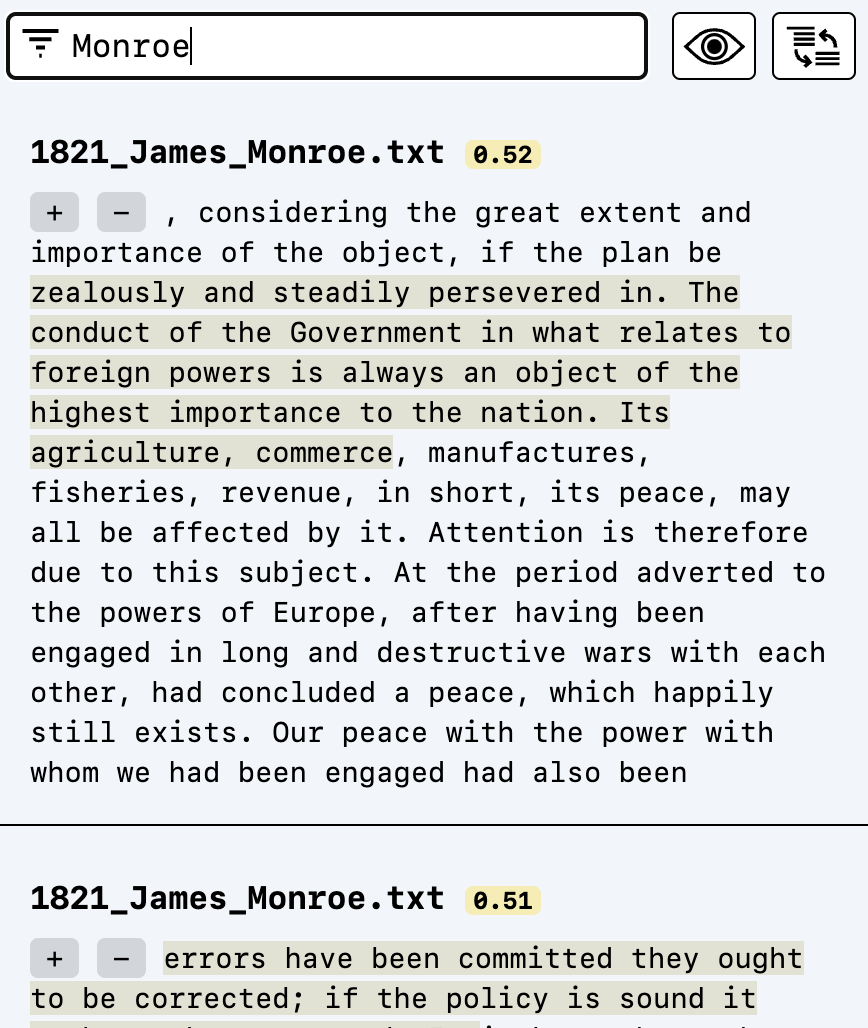 Monroe
1821_James_Monroe.txt 0.52
+ − , considering the great extent and
importance of the object, if the plan be
zealously and steadily persevered in. The
conduct of the Government in what relates to
foreign powers is always an object of the
highest importance to the nation. Its
agriculture, commerce, manufactures,
fisheries, revenue, in short, its peace, may
all be affected by it. Attention is therefore
due to this subject. At the period adverted to
the powers of Europe, after having been
engaged in long and destructive wars with each
other, had concluded a peace, which happily
still exists. Our peace with the power with
whom we had been engaged had also been
1821_James_Monroe.txt 0.51
+ − errors have been committed they ought
to be corrected; if the policy is sound it